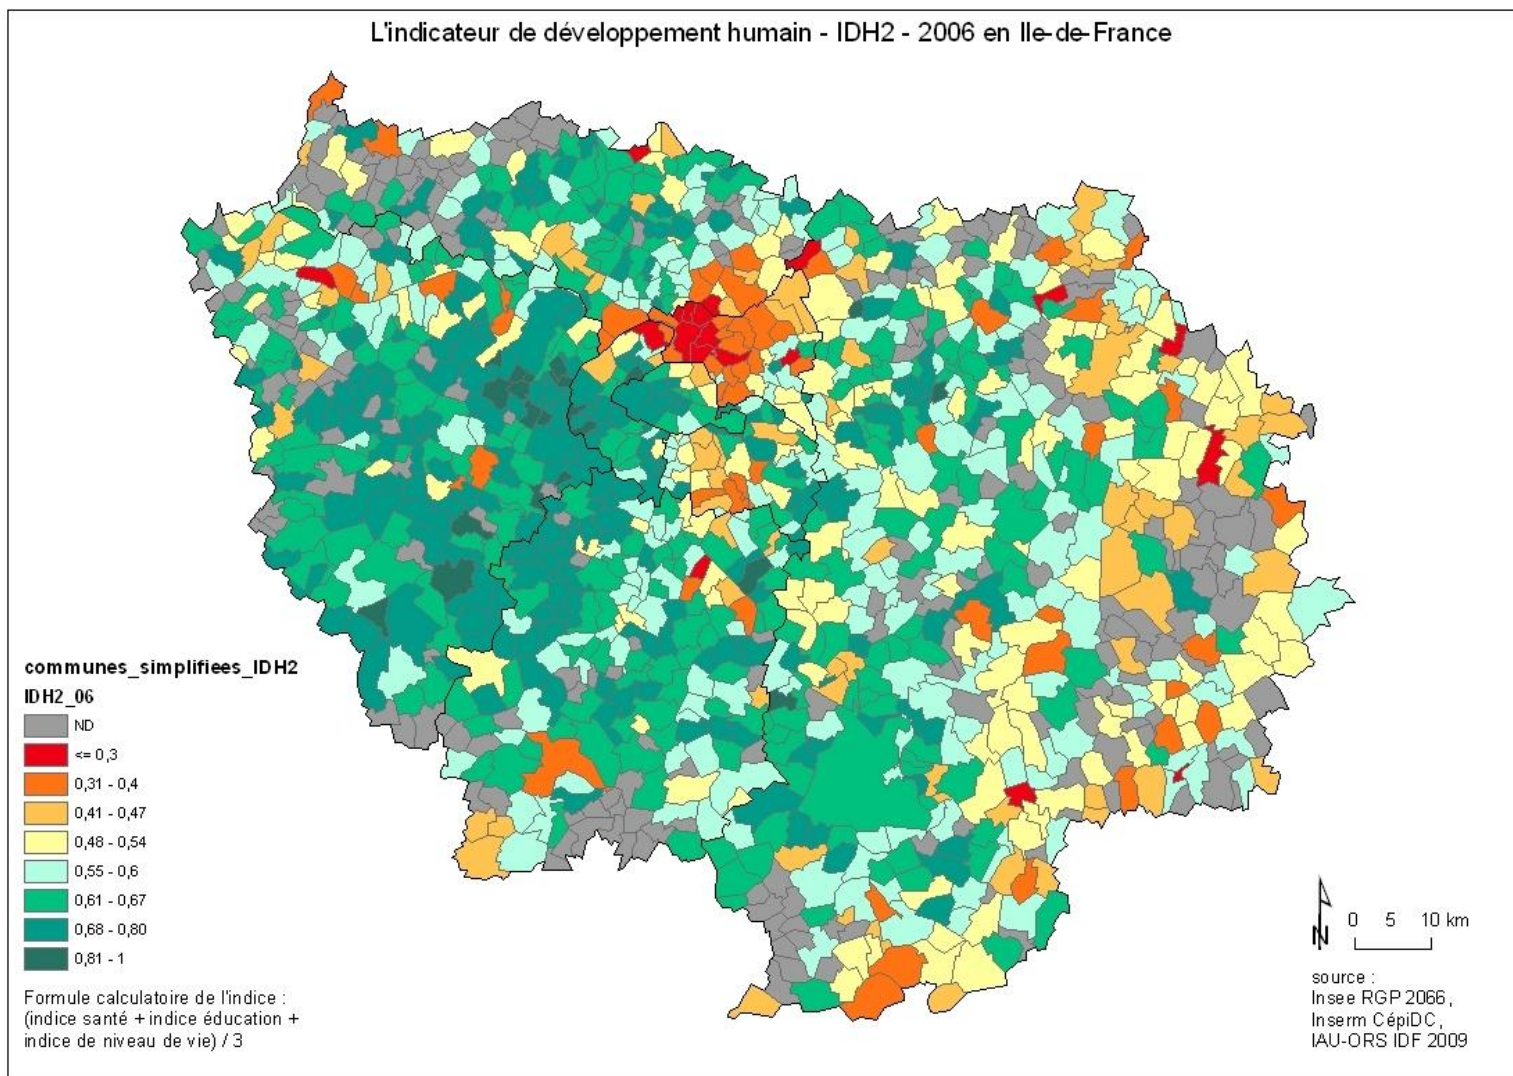 L'indicateur de développement humain - IDH2 - 2006 en Ile-de-France
communes_simplifiees_IDH2
IDH2_06
ND
<= 0,3
0,31 - 0,4
0,41 - 0,47
0,48 - 0,54
0,55 - 0,6
0,61 - 0,67
0,68 - 0,80
0,81 - 1
Formule calculatoire de l'indice :
(indice santé + indice éducation +
indice de niveau de vie) / 3
N
0 5 10 km
source :
Insee RGP 2066,
Inserm CépiDC,
IAU-ORS IDF 2009